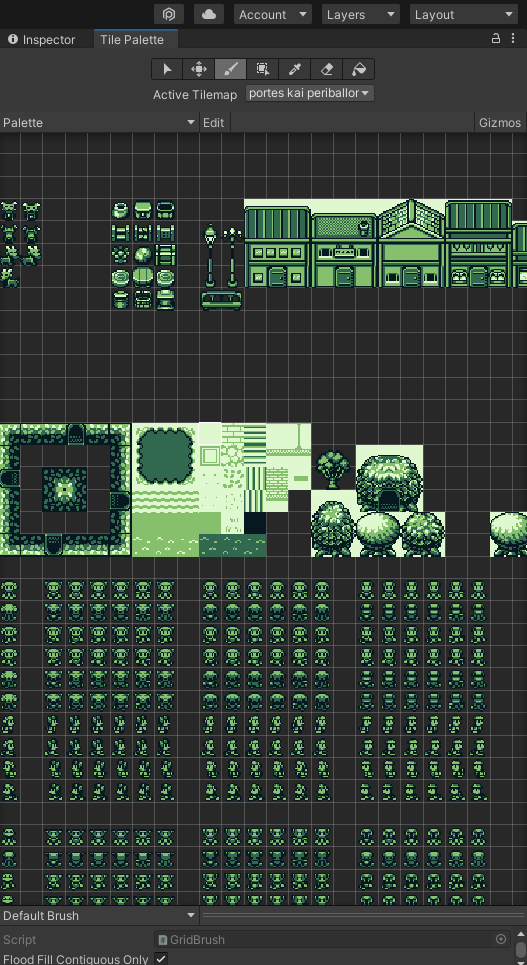 Account
Layers
Layout
Inspector
Tile Palette
Active Tilemap
portes kai periballor
Palette
Edit
Gizmos
Default Brush
Script
GridBrush
Flood Fill Contiguous Only